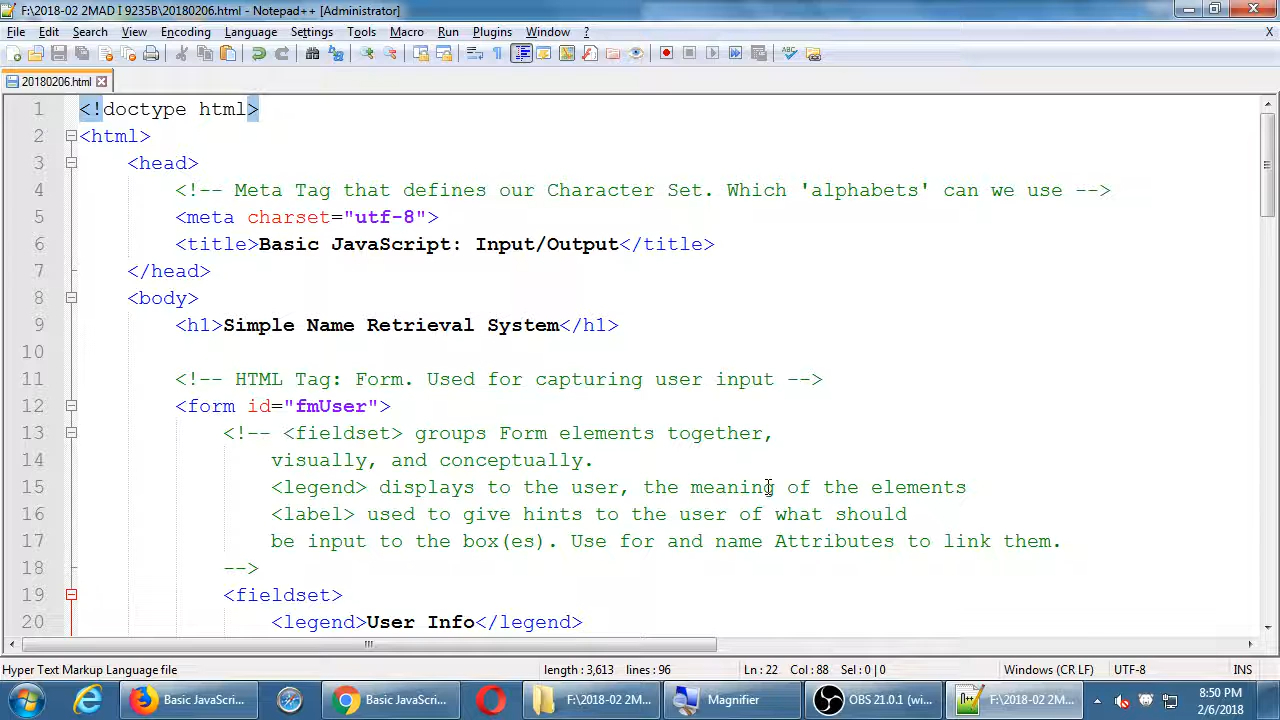 F:\2018-02 2MAD I 9235B\20180206.html - Notepad++ [Administrator]
File Edit Search View Encoding Language Settings Tools Macro Run Plugins Window ? X
20180206.html
1 <!doctype html>
2 <html>
3 <head>
4 <!-- Meta Tag that defines our Character Set. Which 'alphabets' can we use -->
5 <meta charset="utf-8">
6 <title>Basic JavaScript: Input/Output</title>
7 </head>
8 <body>
9 <h1>Simple Name Retrieval System</h1>
10
11 <!-- HTML Tag: Form. Used for capturing user input -->
12 <form id="fmUser">
13 <!-- <fieldset> groups Form elements together,
14 visually, and conceptually.
15 <legend> displays to the user, the meaning of the elements
16 <label> used to give hints to the user of what should
17 be input to the box(es). Use for and name Attributes to link them.
18 -->
19 <fieldset>
20 <legend>User Info</legend>
Hyper Text Markup Language file length : 3,613 lines : 96 Ln : 22 Col : 88 Sel : 0 | 0 Windows (CR LF) UTF-8 INS
Basic JavaScri... Basic JavaScri... F:\2018-02 2M... Magnifier OBS 21.0.1 (wi... F:\2018-02 2M... 8:50 PM
2/6/2018